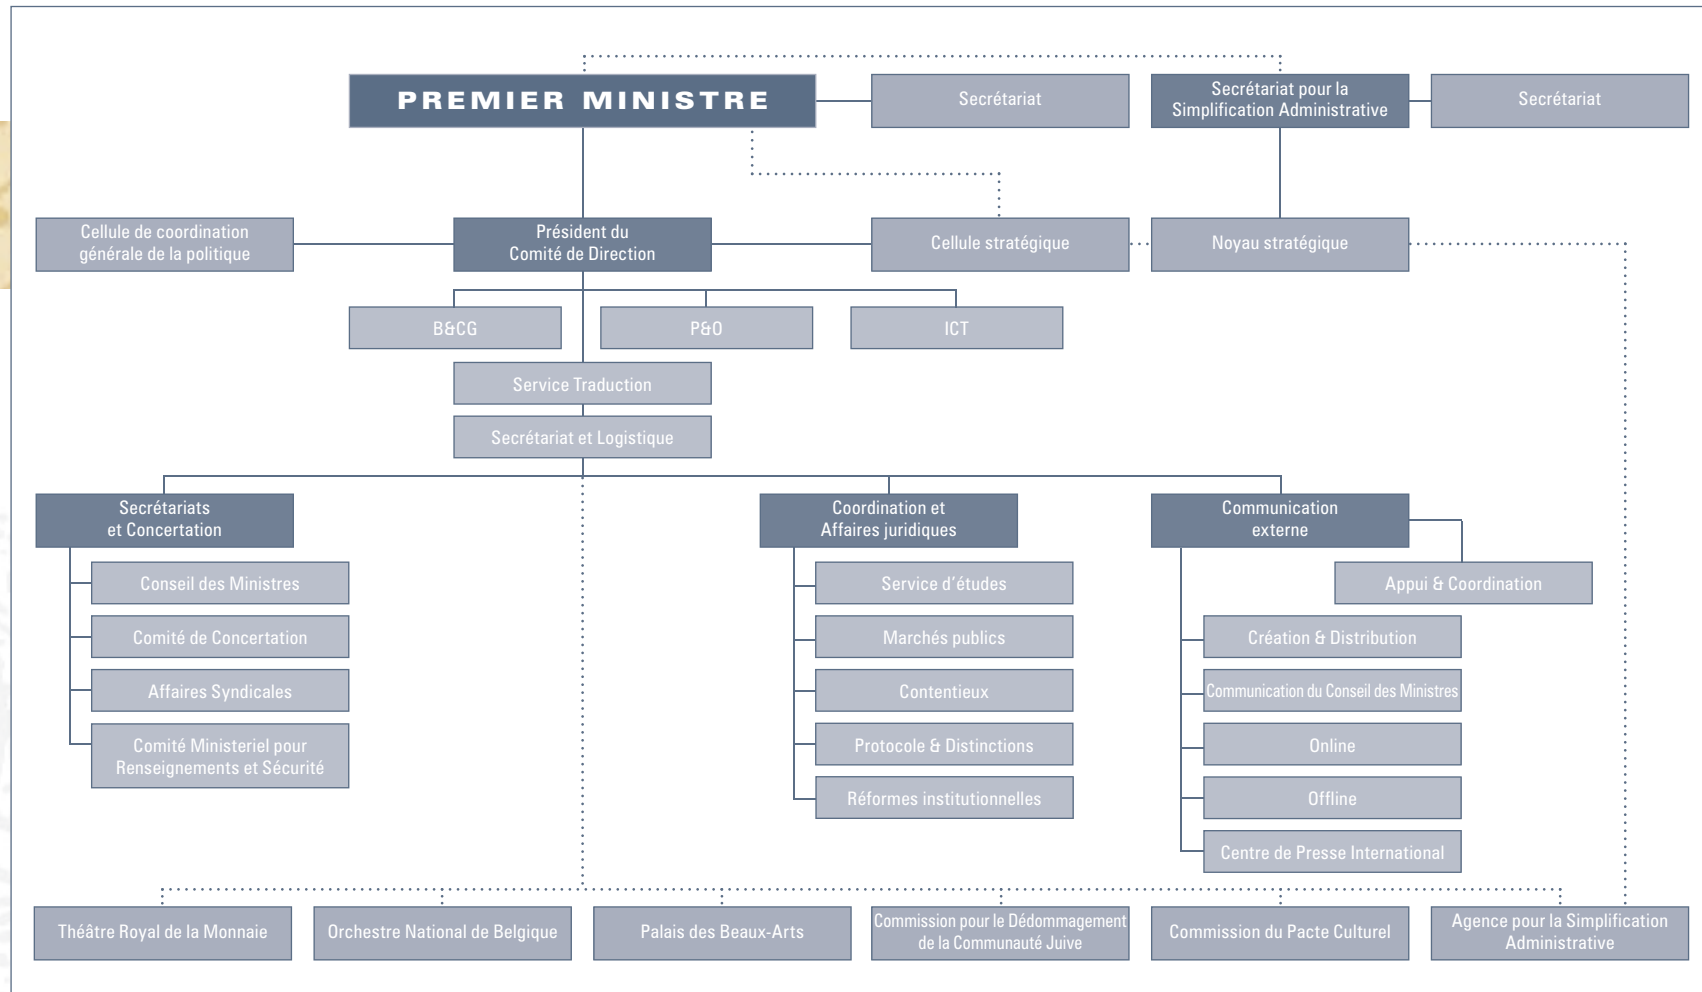 PREMIER MINISTRE
Secrétariat
Secrétariat pour la
Simplification Administrative
Secrétariat
Cellule de coordination
générale de la politique
Président du
Comité de Direction
Cellule stratégique
Noyau stratégique
B&CG
P&O
ICT
Service Traduction
Secrétariat et Logistique
Secrétariats
et Concertation
Conseil des Ministres
Comité de Concertation
Affaires Syndicales
Comité Ministeriel pour
Renseignements et Sécurité
Coordination et
Affaires juridiques
Service d'études
Marchés publics
Contentieux
Protocole & Distinctions
Réformes institutionnelles
Communication
externe
Appui & Coordination
Création & Distribution
Communication du Conseil des Ministres
Online
Offline
Centre de Presse International
Théâtre Royal de la Monnaie
Orchestre National de Belgique
Palais des Beaux-Arts
Commission pour le Dédommagement
de la Communauté Juive
Commission du Pacte Culturel
Agence pour la Simplification
Administrative